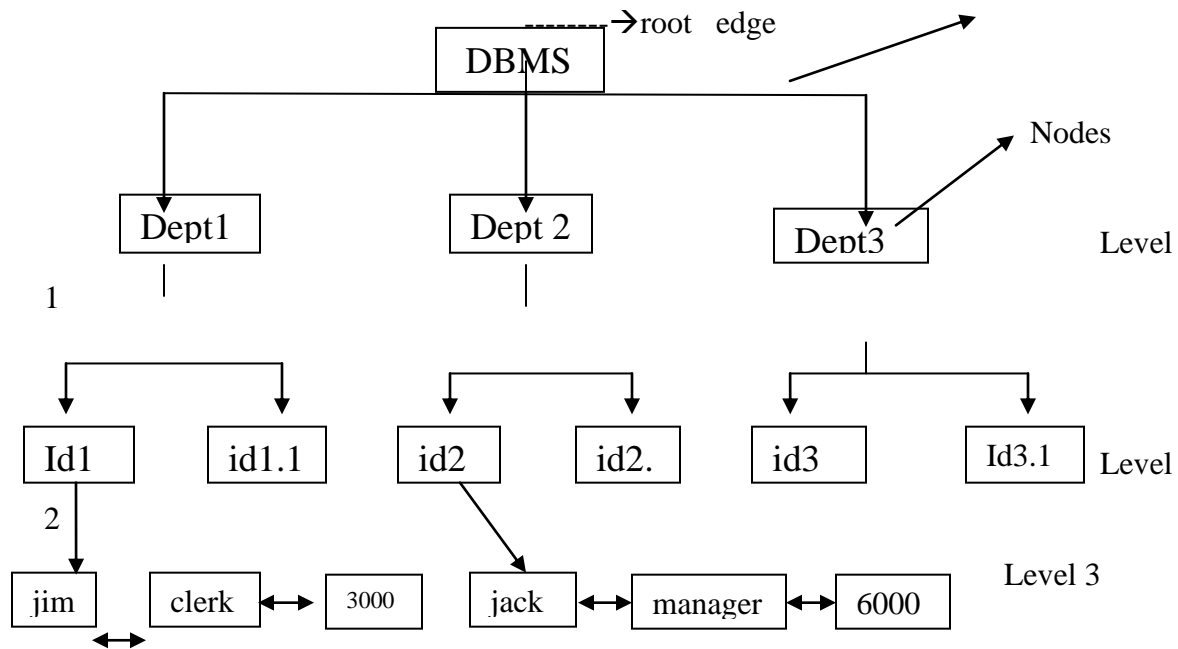 →root edge
DBMS
Nodes
Dept1 Dept 2 Dept3
Level
1
Id1 id1.1 id2 id2. id3 Id3.1 Level
2
Level 3
jim clerk 3000 jack manager 6000